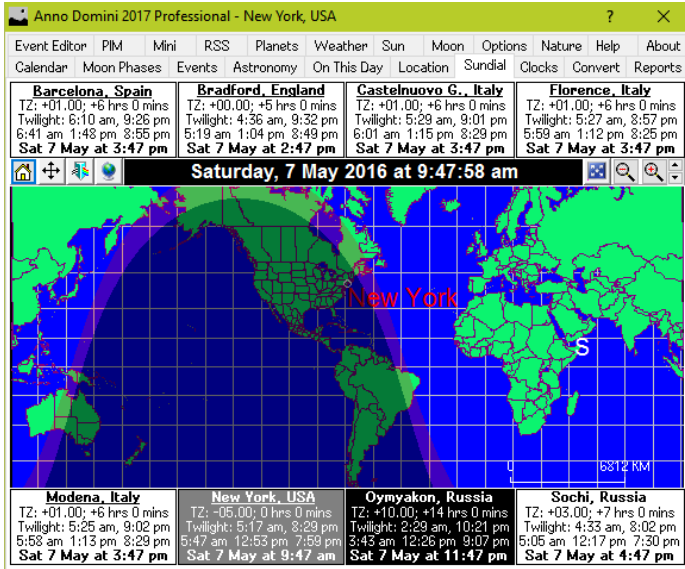 Anno Domini 2017 Professional - New York, USA
Event Editor PIM Mini RSS Planets Weather Sun Moon Options Nature Help About
Calendar Moon Phases Events Astronomy On This Day Location Sundial Clocks Convert Reports
Barcelona, Spain
TZ: +01.00; +6 hrs 0 mins
Twilight: 6:10 am, 9:26 pm
6:41 am 1:48 pm 8:55 pm
Sat 7 May at 3:47 pm
Bradford, England
TZ: +00.00; +5 hrs 0 mins
Twilight: 4:36 am, 9:32 pm
5:19 am 1:04 pm 8:49 pm
Sat 7 May at 2:47 pm
Castelnuovo G., Italy
TZ: +01.00; +6 hrs 0 mins
Twilight: 5:29 am, 9:01 pm
6:01 am 1:15 pm 8:29 pm
Sat 7 May at 3:47 pm
Florence, Italy
TZ: +01.00; +6 hrs 0 mins
Twilight: 5:27 am, 8:57 pm
5:59 am 1:12 pm 8:25 pm
Sat 7 May at 3:47 pm
Saturday, 7 May 2016 at 9:47:58 am
New York
S
0 6812 KM
Modena, Italy
TZ: +01.00; +6 hrs 0 mins
Twilight: 5:25 am, 9:02 pm
5:58 am 1:13 pm 8:29 pm
Sat 7 May at 3:47 pm
New York, USA
TZ: -05.00; 0 hrs 0 mins
Twilight: 5:17 am, 8:29 pm
5:47 am 12:53 pm 7:59 pm
Sat 7 May at 9:47 am
Oymyakon, Russia
TZ: +10.00; +14 hrs 0 mins
Twilight: 2:29 am, 10:21 pm
3:43 am 12:26 pm 9:07 pm
Sat 7 May at 11:47 pm
Sochi, Russia
TZ: +03.00; +7 hrs 0 mins
Twilight: 4:33 am, 8:02 pm
5:05 am 12:17 pm 7:30 pm
Sat 7 May at 4:47 pm